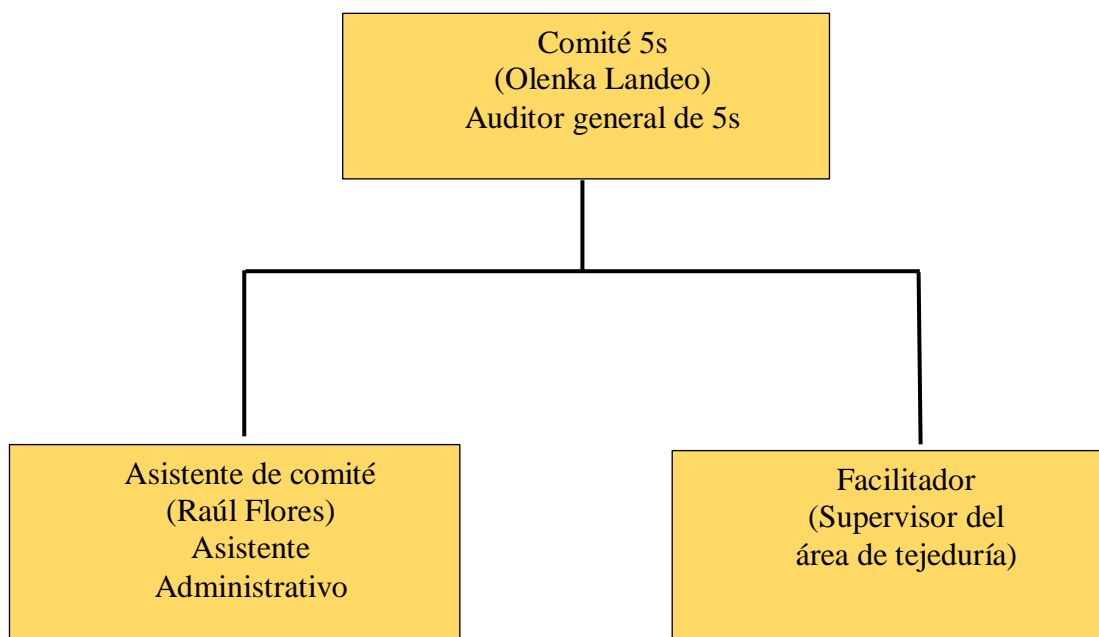 Comité 5s
(Olenka Landeo)
Auditor general de 5s
Asistente de comité
(Raúl Flores)
Asistente
Administrativo
Facilitador
(Supervisor del
área de tejeduría)